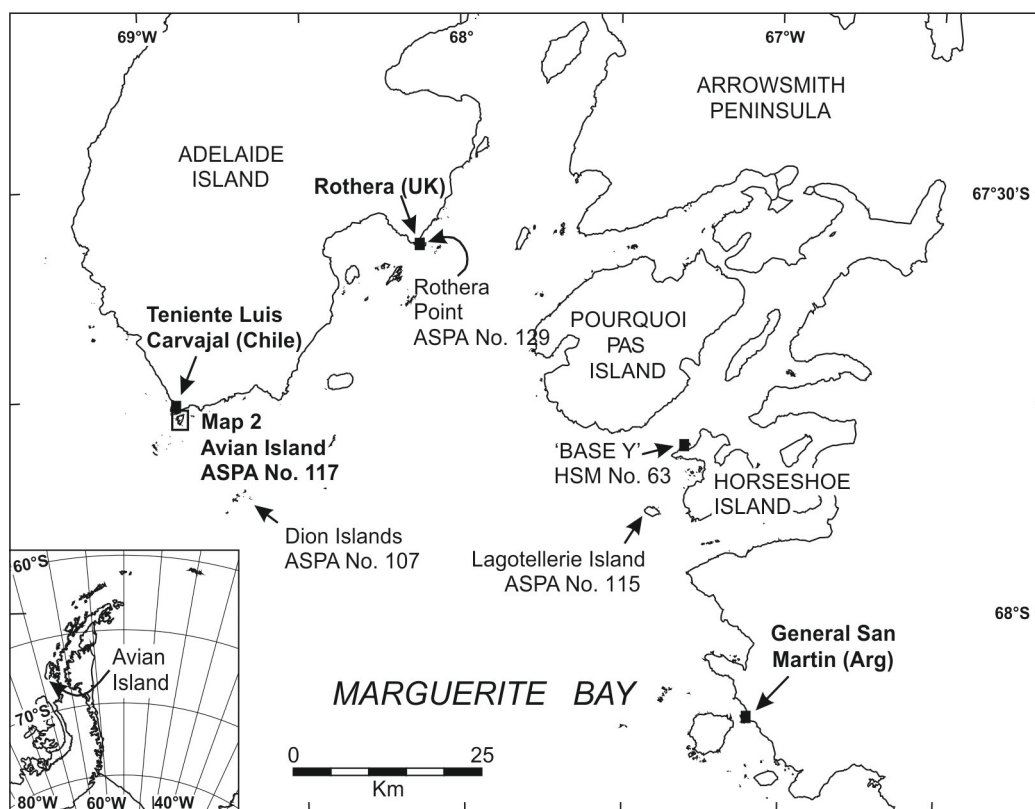 69°W
68°
67°W
ARROWSMITH
PENINSULA
ADELAIDE
ISLAND
Rothera (UK)
67°30'S
Rothera
Point
ASPA No. 129
Teniente Luis
Carvajal (Chile)
POURQUOI
PAS
ISLAND
Map 2
Avian Island
ASPA No. 117
'BASE Y'
HSM No. 63
HORSESHOE
ISLAND
Dion Islands
ASPA No. 107
Lagotellerie Island
ASPA No. 115
68°S
General San
Martin (Arg)
MARGUERITE BAY
0 25
Km
60°S
Avian
Island
70°S
80°W 60°W 40°W